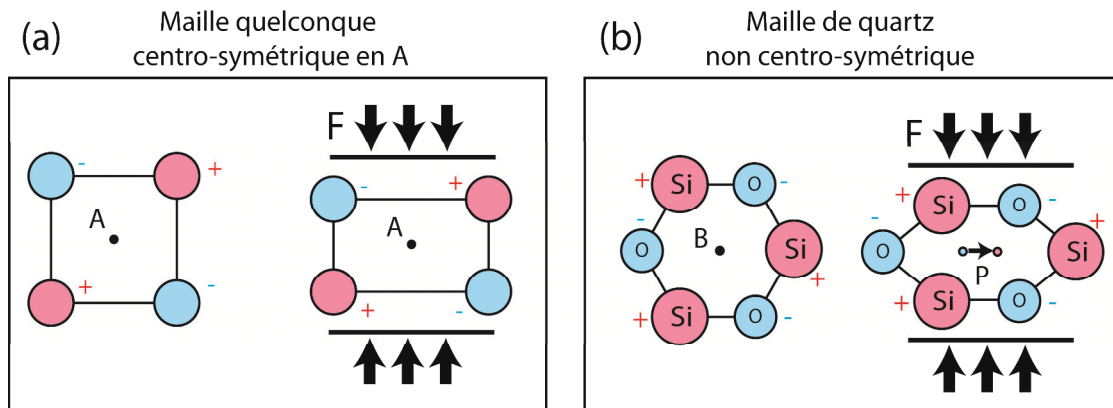 (a)
Maille quelconque
centro-symétrique en A
- +
A
+ -
F
- +
A
+ -
(b)
Maille de quartz
non centro-symétrique
+ Si O -
- O B Si +
+ Si O -
F
+ Si O -
- O P Si +
+ Si O -